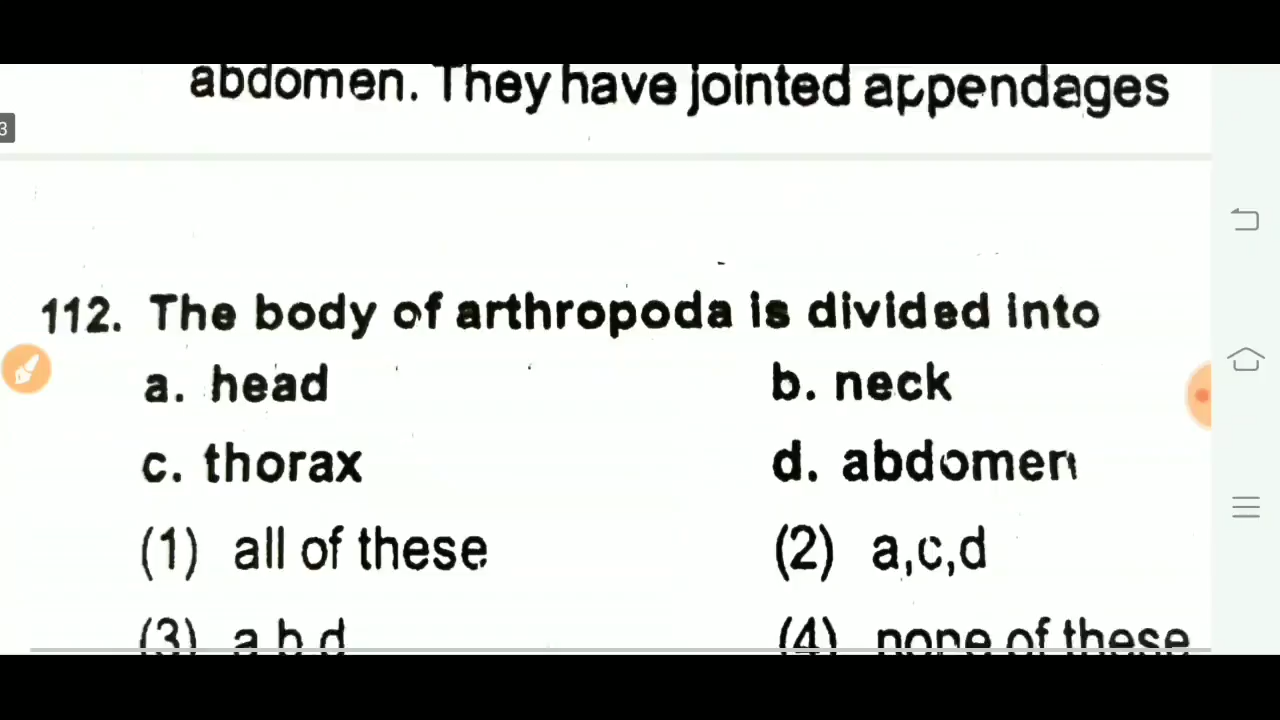 abdomen. They have jointed appendages
3
112. The body of arthropoda is divided into
a. head b. neck
c. thorax d. abdomen
(1) all of these (2) a,c,d
(3) a,b,d (4) none of these